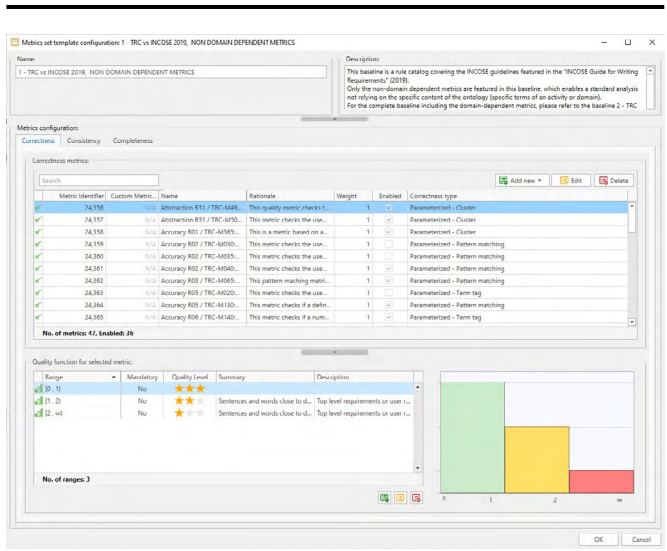 Metrics set template configuration: 1 - TRC vs INCOSE 2019, NON DOMAIN DEPENDENT METRICS
Name:
1 - TRC vs INCOSE 2019, NON DOMAIN DEPENDENT METRICS
Description:
This baseline is a rule catalog covering the INCOSE guidelines featured in the "INCOSE Guide for Writing
Requirements" (2019).
Only the non-domain dependent metrics are featured in this baseline, which enables a standard analysis
not relying on the specific content of the ontology (specific terms of an activity or domain).
For the complete baseline including the domain-dependent metrics, please refer to the baseline 2 - TRC
Metrics configuration:
Correctness Consistency Completeness
Correctness metrics:
Search
Add new Edit Delete
Metric Identifier Custom Metric... Name Rationale Weight Enabled Correctness type
24,356 N/A Abstraction R31 / TRC-M49... This quality metric checks t... 1 Parameterized - Cluster
24,357 N/A Abstraction R31 / TRC-M50... This metric checks the use... 1 Parameterized - Cluster
24,358 N/A Accuracy R01 / TRC-M365:... This is a metric based on a... 1 Parameterized - Cluster
24,359 N/A Accuracy R02 / TRC-M030:... This metric checks the use... 1 Parameterized - Pattern matching
24,360 N/A Accuracy R02 / TRC-M035:... This metric checks the use... 1 Parameterized - Pattern matching
24,361 N/A Accuracy R02 / TRC-M040:... This metric checks the use... 1 Parameterized - Pattern matching
24,362 N/A Accuracy R03 / TRC-M065:... This pattern maching metri... 1 Parameterized - Pattern matching
24,363 N/A Accuracy R05 / TRC-M020:... This metric checks the use... 1 Parameterized - Term tag
24,364 N/A Accuracy R05 / TRC-M130:... This metric checks if a defin... 1 Parameterized - Pattern matching
24,365 N/A Accuracy R06 / TRC-M140:... This metric checks if a num... 1 Parameterized - Term tag
No. of metrics: 47, Enabled: 36
Quality function for selected metric:
Range Mandatory Quality Level Summary Description
[0 , 1) No
[1 , 2) No Sentences and words close to d... Top level requirements or user r...
[2 , ∞) No Sentences and words close to d... Top level requirements or user r...
No. of ranges: 3
0 1 2 ∞
OK Cancel